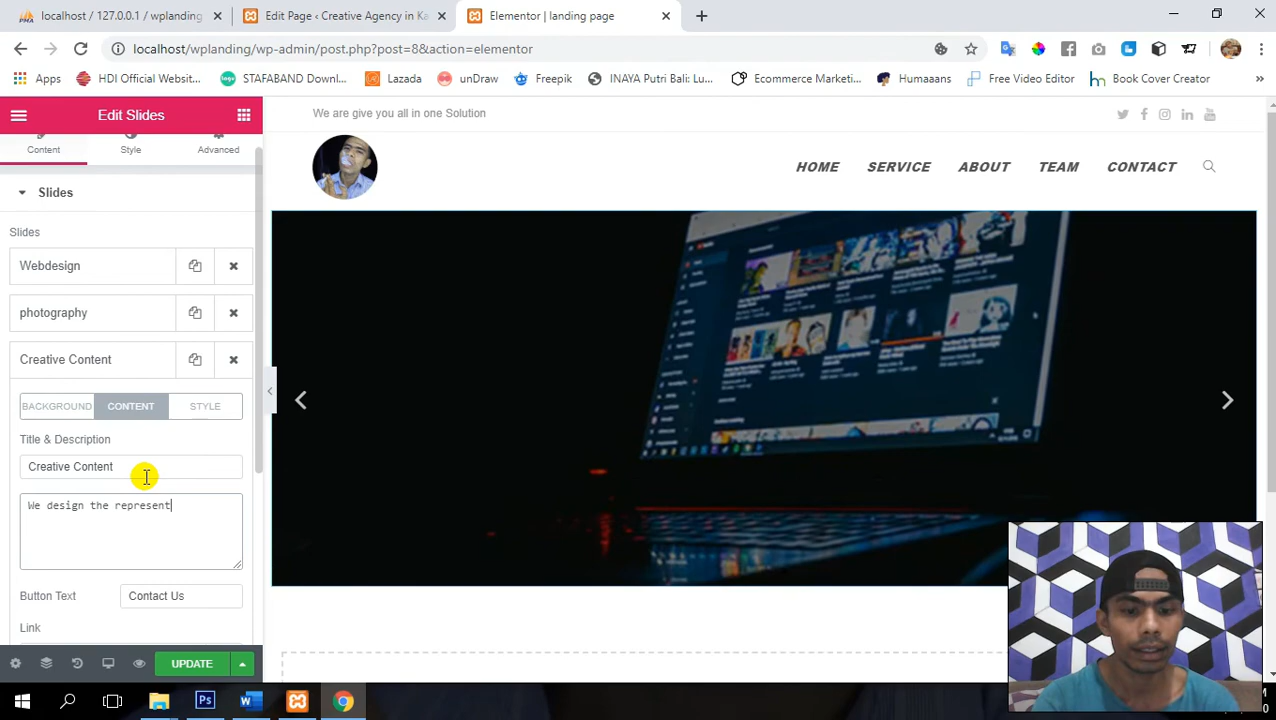 localhost / 127.0.0.1 / wplanding
Edit Page ‹ Creative Agency in Ka
Elementor | landing page
localhost/wplanding/wp-admin/post.php?post=8&action=elementor
Apps
HDI Official Websit...
STAFABAND Downl...
Lazada
unDraw
Freepik
INAYA Putri Bali: Lu...
Ecommerce Marketi...
Humaaans
Free Video Editor
Book Cover Creator
»
Edit Slides
We are give you all in one Solution
Content
Style
Advanced
HOME
SERVICE
ABOUT
TEAM
CONTACT
Slides
Slides
Webdesign
photography
Creative Content
BACKGROUND
CONTENT
STYLE
Title & Description
Creative Content
We design the represent
Button Text
Contact Us
Link
UPDATE